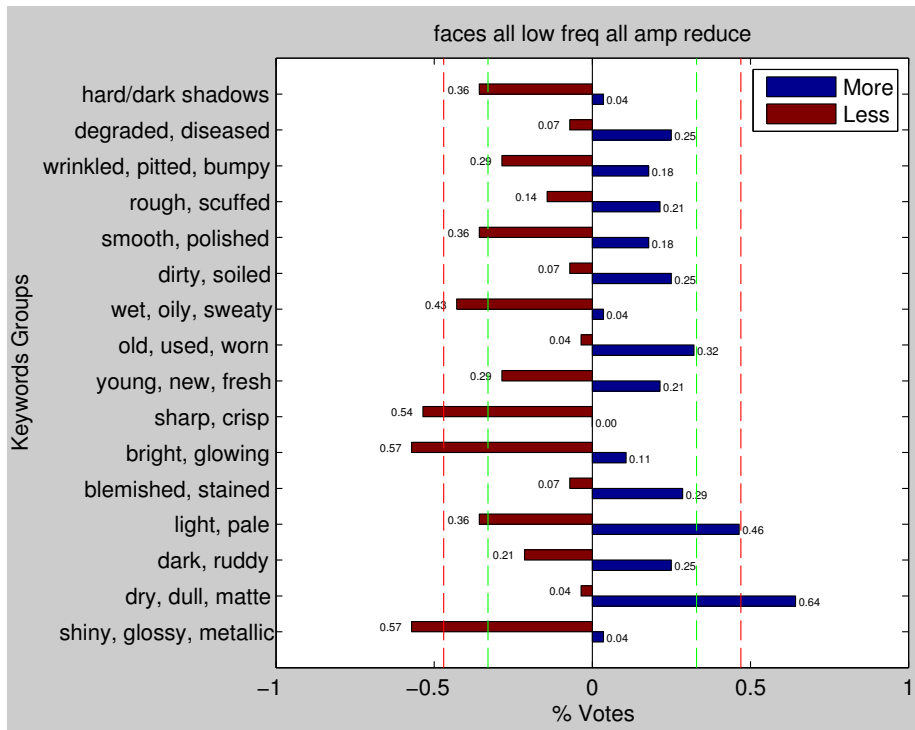 faces all low freq all amp reduce
More
Less
hard/dark shadows 0.36 0.04
degraded, diseased 0.07 0.25
wrinkled, pitted, bumpy 0.29 0.18
rough, scuffed 0.14 0.21
smooth, polished 0.36 0.18
dirty, soiled 0.07 0.25
wet, oily, sweaty 0.43 0.04
old, used, worn 0.04 0.32
young, new, fresh 0.29 0.21
sharp, crisp 0.54 0.00
bright, glowing 0.57 0.11
blemished, stained 0.07 0.29
light, pale 0.36 0.46
dark, ruddy 0.21 0.25
dry, dull, matte 0.04 0.64
shiny, glossy, metallic 0.57 0.04
Keywords Groups
−1 −0.5 0 0.5 1
% Votes